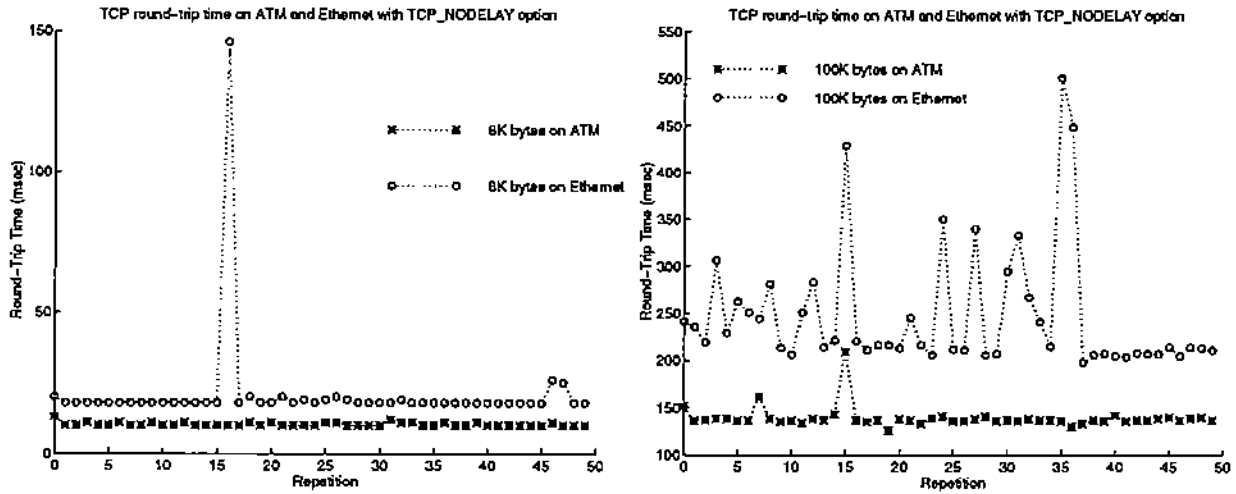 TCP round-trip time on ATM and Ethernet with TCP_NODELAY option
150
100
50
0
Round-Trip Time (msec)
8K bytes on ATM
8K bytes on Ethernet
0 5 10 15 20 25 30 35 40 45 50
Repetition
TCP round-trip time on ATM and Ethernet with TCP_NODELAY option
550
500
450
400
350
300
250
200
150
100
Round-Trip Time (msec)
100K bytes on ATM
100K bytes on Ethernet
0 5 10 15 20 25 30 35 40 45 50
Repetition